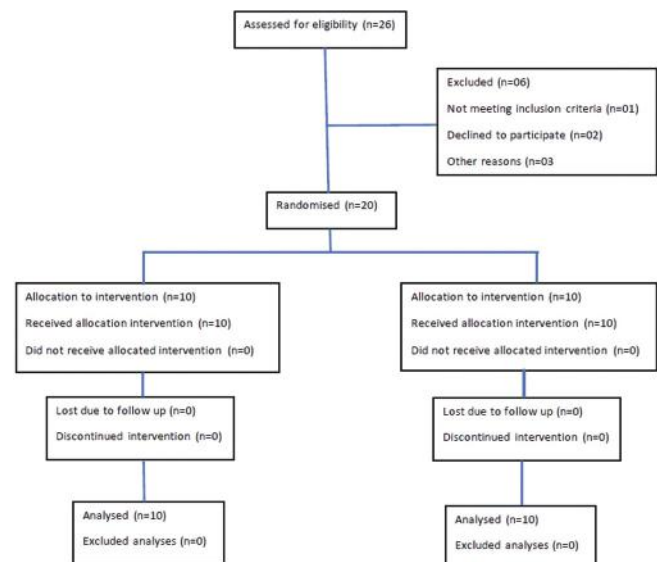 Assessed for eligibility (n=26)
Excluded (n=06)
Not meeting inclusion criteria (n=01)
Declined to participate (n=02)
Other reasons (n=03
Randomised (n=20)
Allocation to intervention (n=10)
Received allocation intervention (n=10)
Did not receive allocated intervention (n=0)
Allocation to intervention (n=10)
Received allocation intervention (n=10)
Did not receive allocated intervention (n=0)
Lost due to follow up (n=0)
Discontinued intervention (n=0)
Lost due to follow up (n=0)
Discontinued intervention (n=0)
Analysed (n=10)
Excluded analyses (n=0)
Analysed (n=10)
Excluded analyses (n=0)